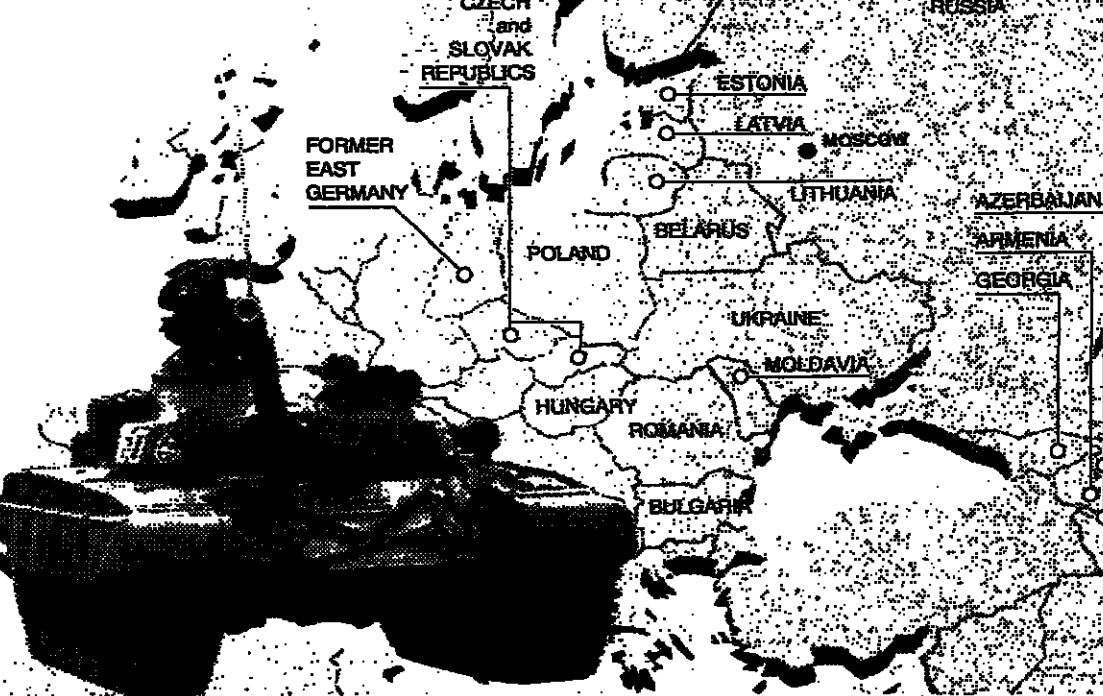 CZECH
and
SLOVAK
REPUBLICS
RUSSIA
ESTONIA
LATVIA
MOSCOW
FORMER
EAST
GERMANY
LITHUANIA
AZERBAIJAN
BELARUS
ARMENIA
POLAND
GEORGIA
UKRAINE
MOLDAVIA
HUNGARY
ROMANIA
BULGARIA